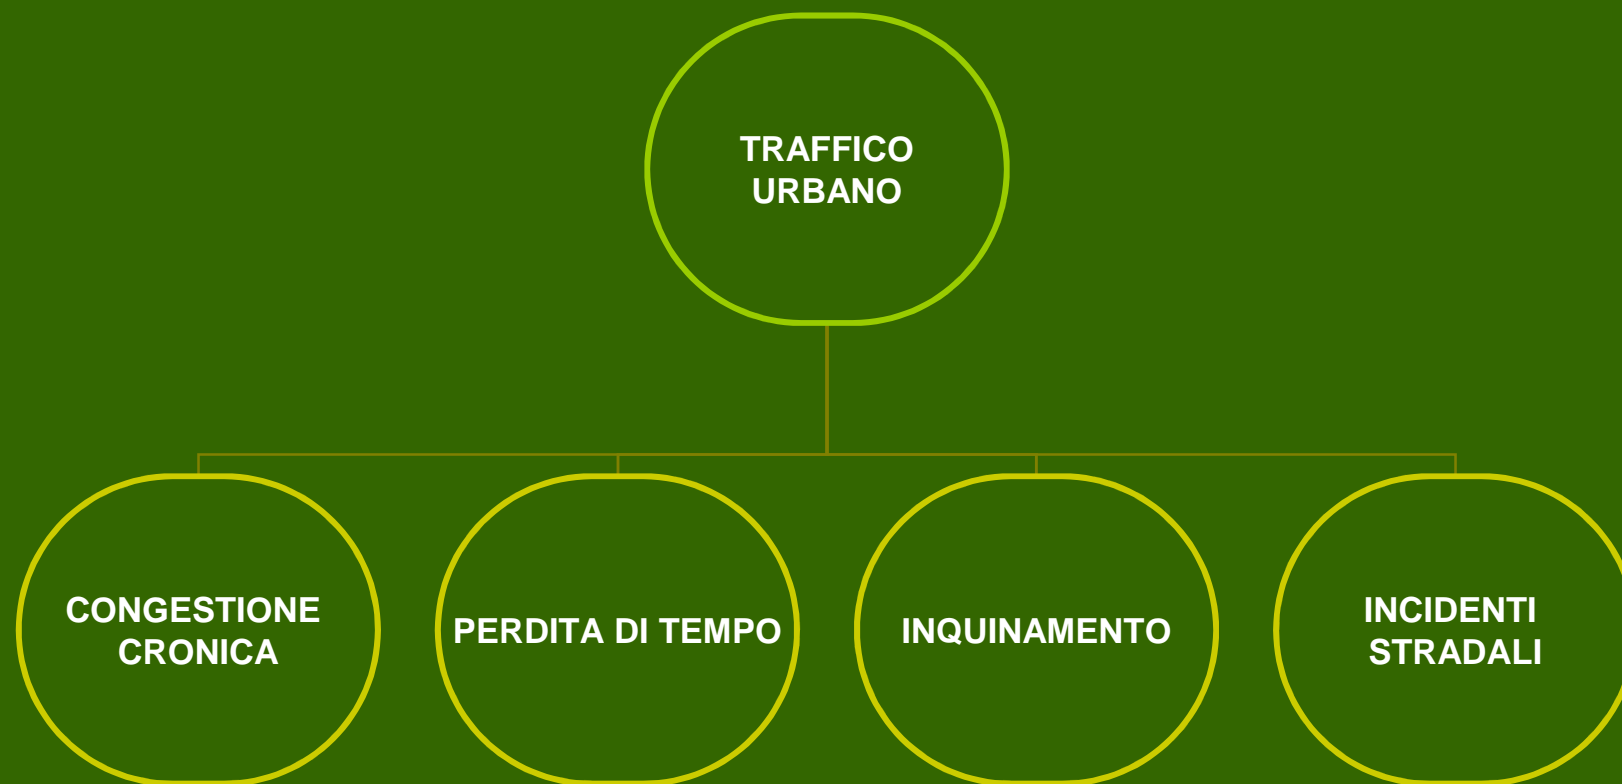 TRAFFICO
URBANO
CONGESTIONE
CRONICA
PERDITA DI TEMPO
INQUINAMENTO
INCIDENTI
STRADALI